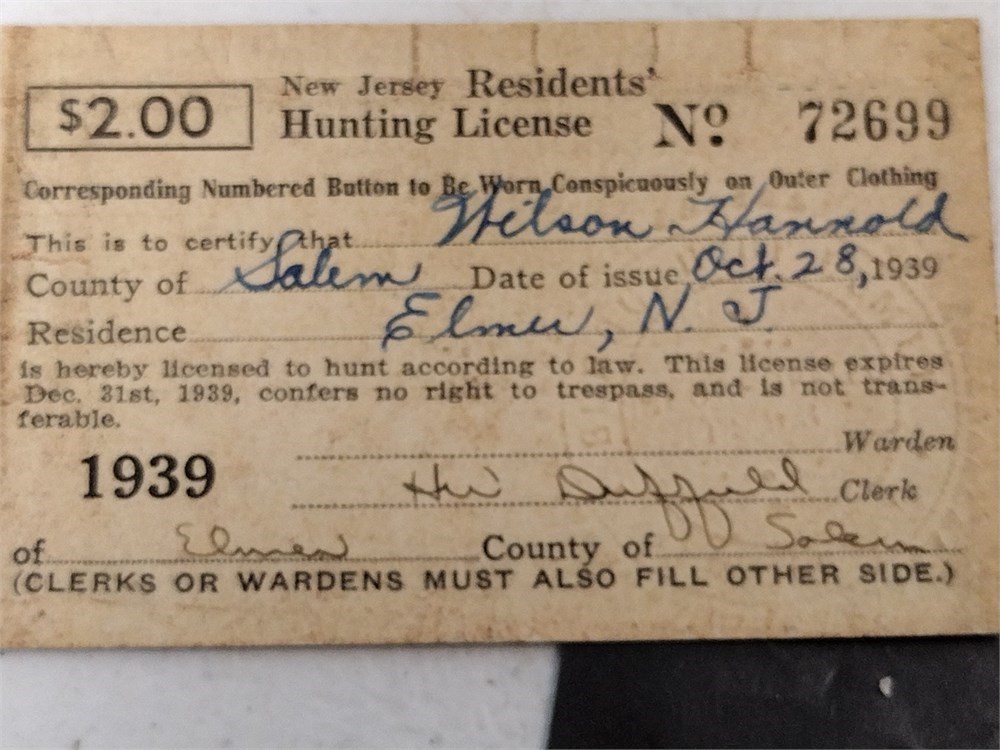 $2.00
New Jersey Residents'
Hunting License No. 72699
Corresponding Numbered Button to Be Worn Conspicuously on Outer Clothing
This is to certify that Wilson Hannold
County of Salem Date of issue Oct. 28, 1939
Residence Elmer, N. J.
is hereby licensed to hunt according to law. This license expires
Dec. 31st, 1939, confers no right to trespass, and is not trans-
ferable.
Warden
1939 HW Duffield Clerk
of Elmer County of Salem
(CLERKS OR WARDENS MUST ALSO FILL OTHER SIDE.)